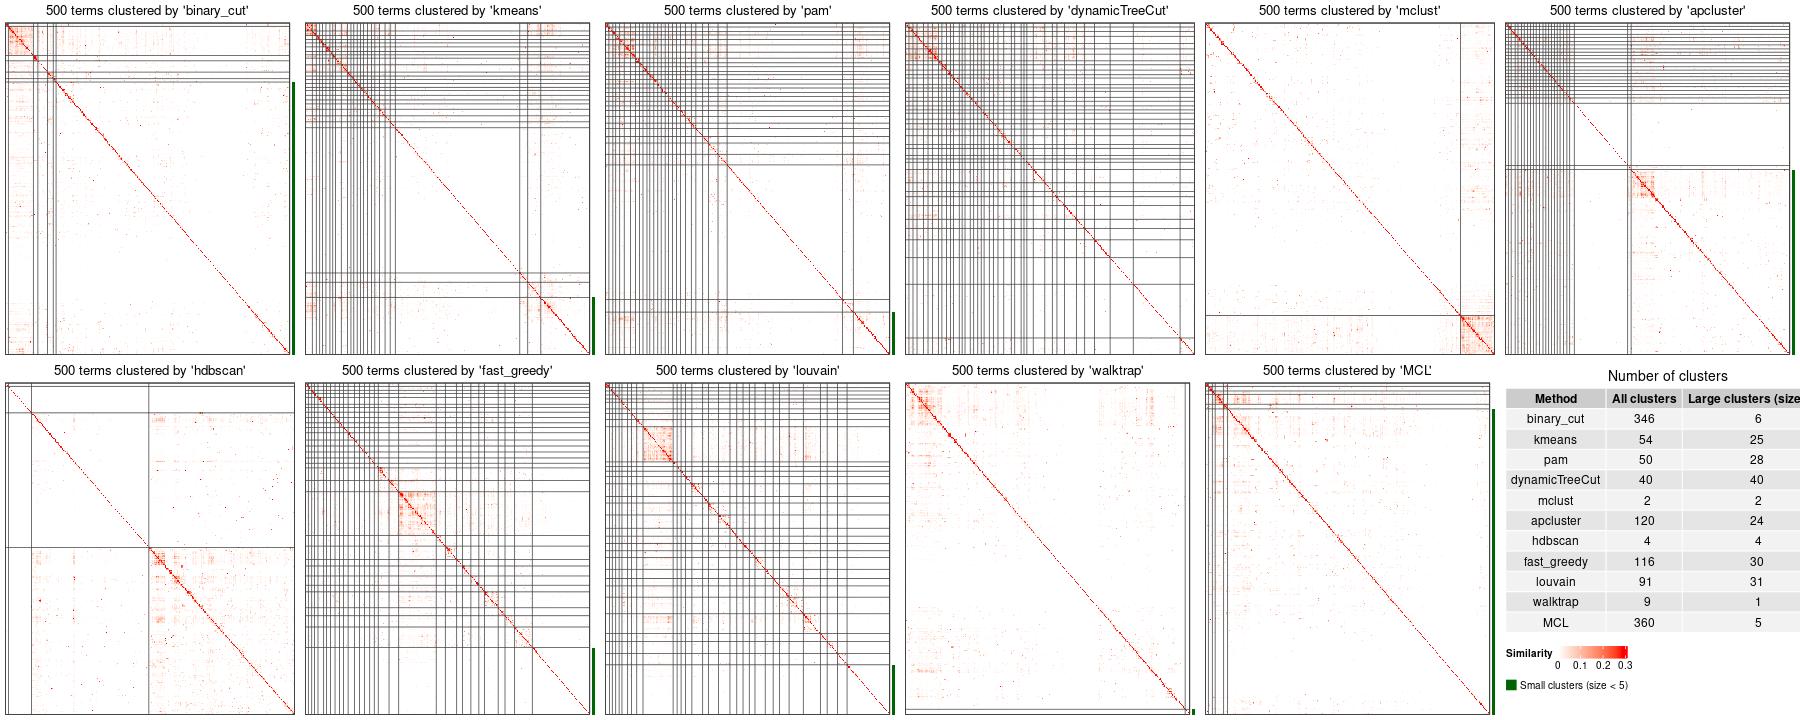 500 terms clustered by 'binary_cut'
500 terms clustered by 'kmeans'
500 terms clustered by 'pam'
500 terms clustered by 'dynamicTreeCut'
500 terms clustered by 'mclust'
500 terms clustered by 'apcluster'
500 terms clustered by 'hdbscan'
500 terms clustered by 'fast_greedy'
500 terms clustered by 'louvain'
500 terms clustered by 'walktrap'
500 terms clustered by 'MCL'
Number of clusters
Method All clusters Large clusters (size
binary_cut 346 6
kmeans 54 25
pam 50 28
dynamicTreeCut 40 40
mclust 2 2
apcluster 120 24
hdbscan 4 4
fast_greedy 116 30
louvain 91 31
walktrap 9 1
MCL 360 5
Similarity
0 0.1 0.2 0.3
Small clusters (size < 5)